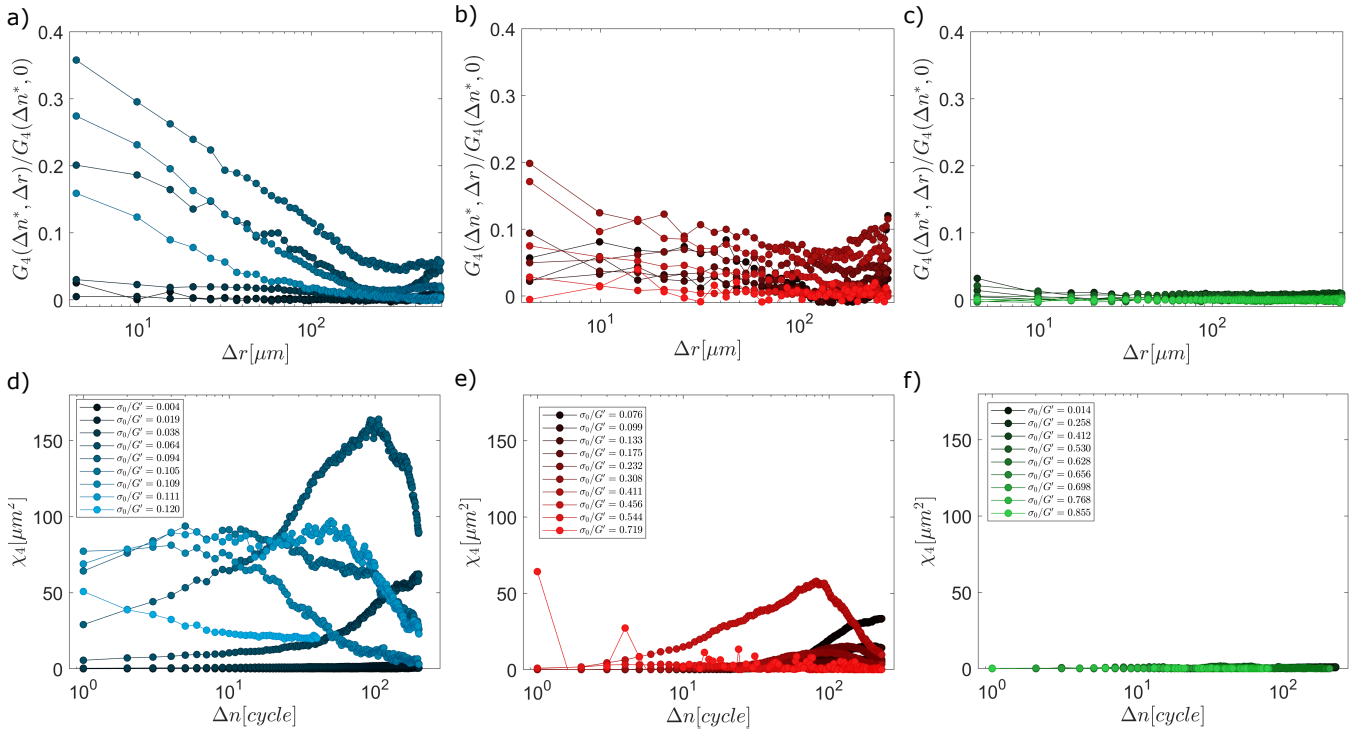 a)
b)
c)
G₄(Δn*, Δr)/G₄(Δn*, 0)
0.4
0.3
0.2
0.1
0
10¹
10²
Δr[μm]
G₄(Δn*, Δr)/G₄(Δn*, 0)
0.4
0.3
0.2
0.1
0
10¹
10²
Δr[μm]
G₄(Δn*, Δr)/G₄(Δn*, 0)
0.4
0.3
0.2
0.1
0
10¹
10²
Δr[μm]
d)
e)
f)
χ₄[μm²]
150
100
50
0
σ₀/G′ = 0.004
σ₀/G′ = 0.019
σ₀/G′ = 0.038
σ₀/G′ = 0.064
σ₀/G′ = 0.094
σ₀/G′ = 0.105
σ₀/G′ = 0.109
σ₀/G′ = 0.111
σ₀/G′ = 0.120
10⁰
10¹
10²
Δn[cycle]
χ₄[μm²]
150
100
50
0
σ₀/G′ = 0.076
σ₀/G′ = 0.099
σ₀/G′ = 0.133
σ₀/G′ = 0.175
σ₀/G′ = 0.232
σ₀/G′ = 0.308
σ₀/G′ = 0.411
σ₀/G′ = 0.456
σ₀/G′ = 0.544
σ₀/G′ = 0.719
10⁰
10¹
10²
Δn[cycle]
χ₄[μm²]
150
100
50
0
σ₀/G′ = 0.014
σ₀/G′ = 0.258
σ₀/G′ = 0.412
σ₀/G′ = 0.530
σ₀/G′ = 0.628
σ₀/G′ = 0.656
σ₀/G′ = 0.698
σ₀/G′ = 0.768
σ₀/G′ = 0.855
10⁰
10¹
10²
Δn[cycle]